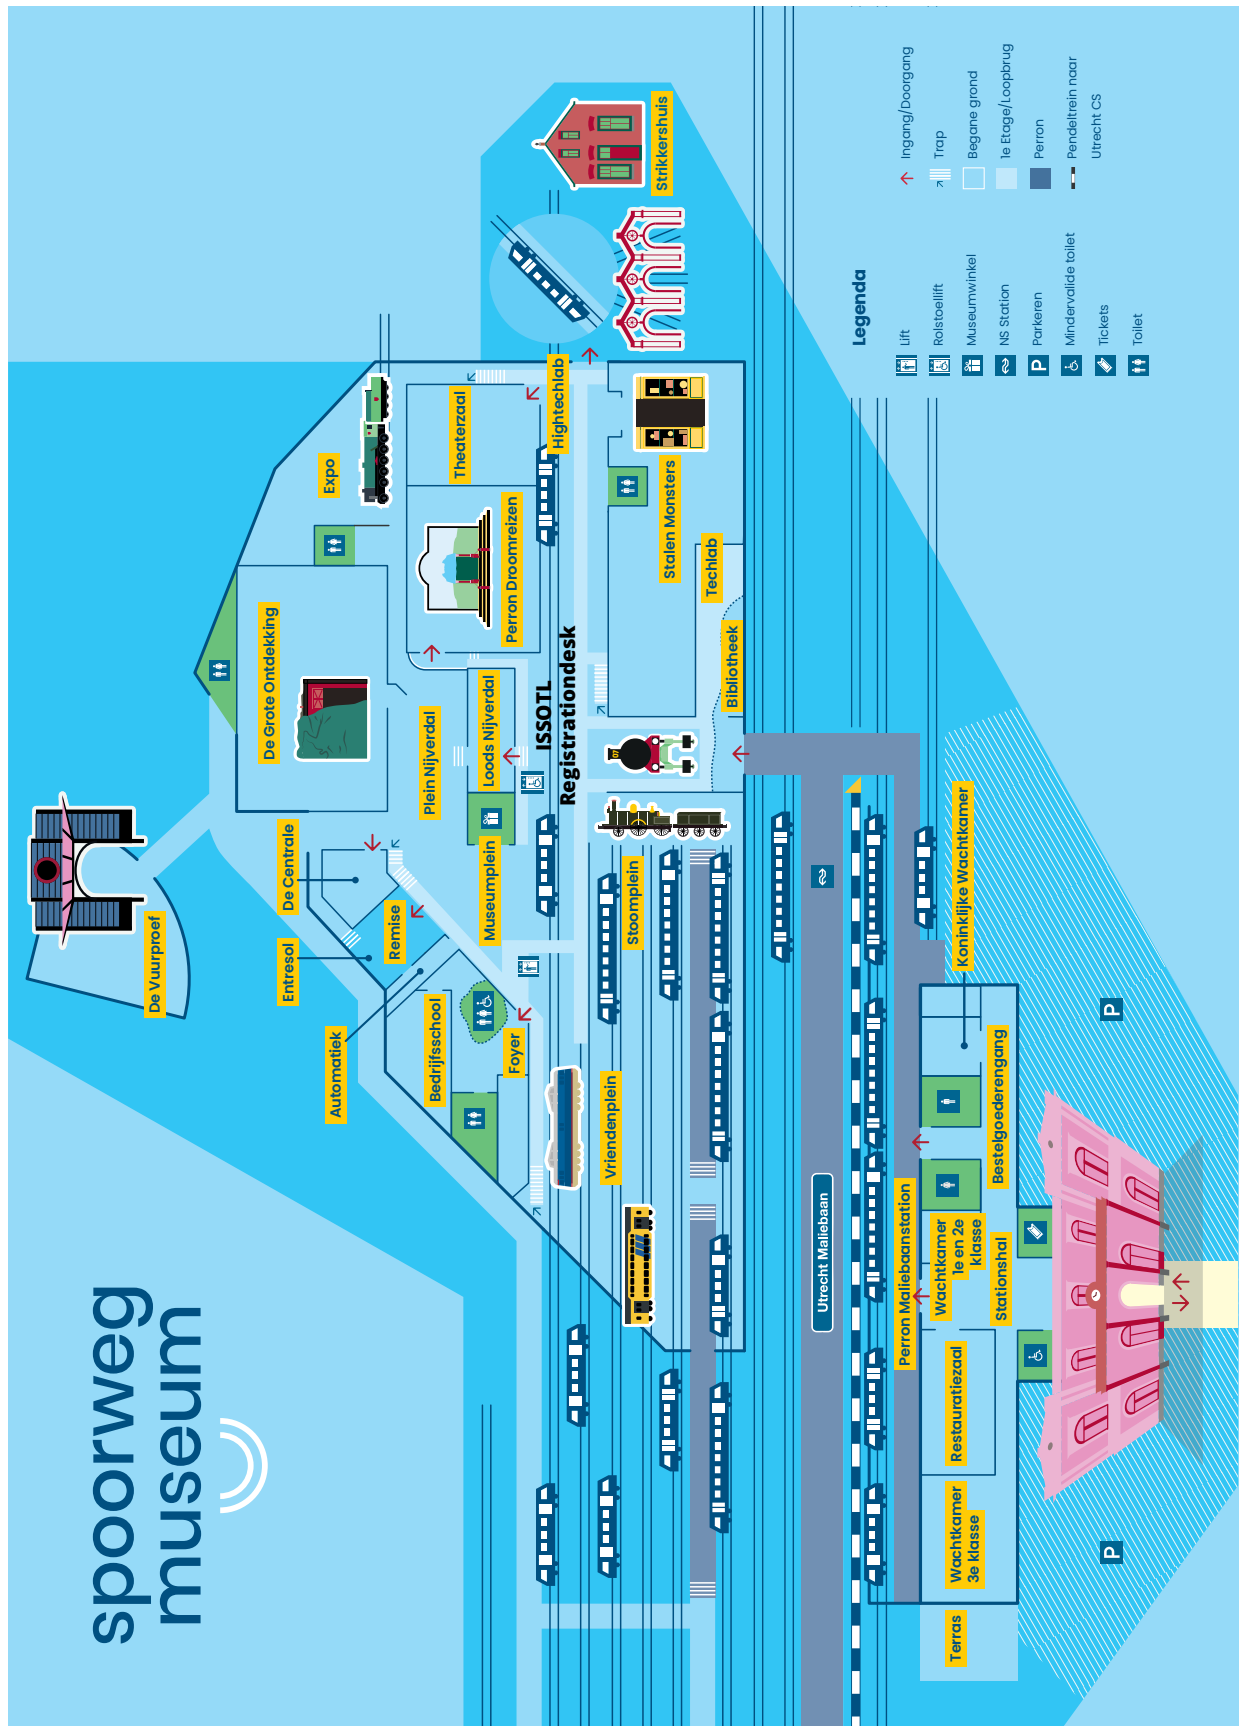 spoorweg
museum
De Vuurproef
De Centrale
Entresol
Automatiek
Remise
Bedrijfsschool
Foyer
De Grote Ontdekking
Expo
Theaterzaal
Perron Droomreizen
Plein Nijverdal
Loods Nijverdal
Museumplein
Hightechlab
ISSOTL
Registrationdesk
Strikkershuis
Stalen Monsters
Techlab
Bibliotheek
Stoomplein
Vriendenplein
07
Utrecht Maliebaan
Perron Maliebaanstation
Koninklijke Wachtkamer
Bestelgoederengang
Wachtkamer
1e en 2e
klasse
Stationshal
Restauratiezaal
Wachtkamer
3e klasse
Terras
P
P
Legenda
Lift
Rolstoellift
Museumwinkel
NS Station
P Parkeren
Mindervalide toilet
Tickets
Toilet
Ingang/Doorgang
Trap
Begane grond
1e Etage/Loopbrug
Perron
Pendeltrein naar
Utrecht CS